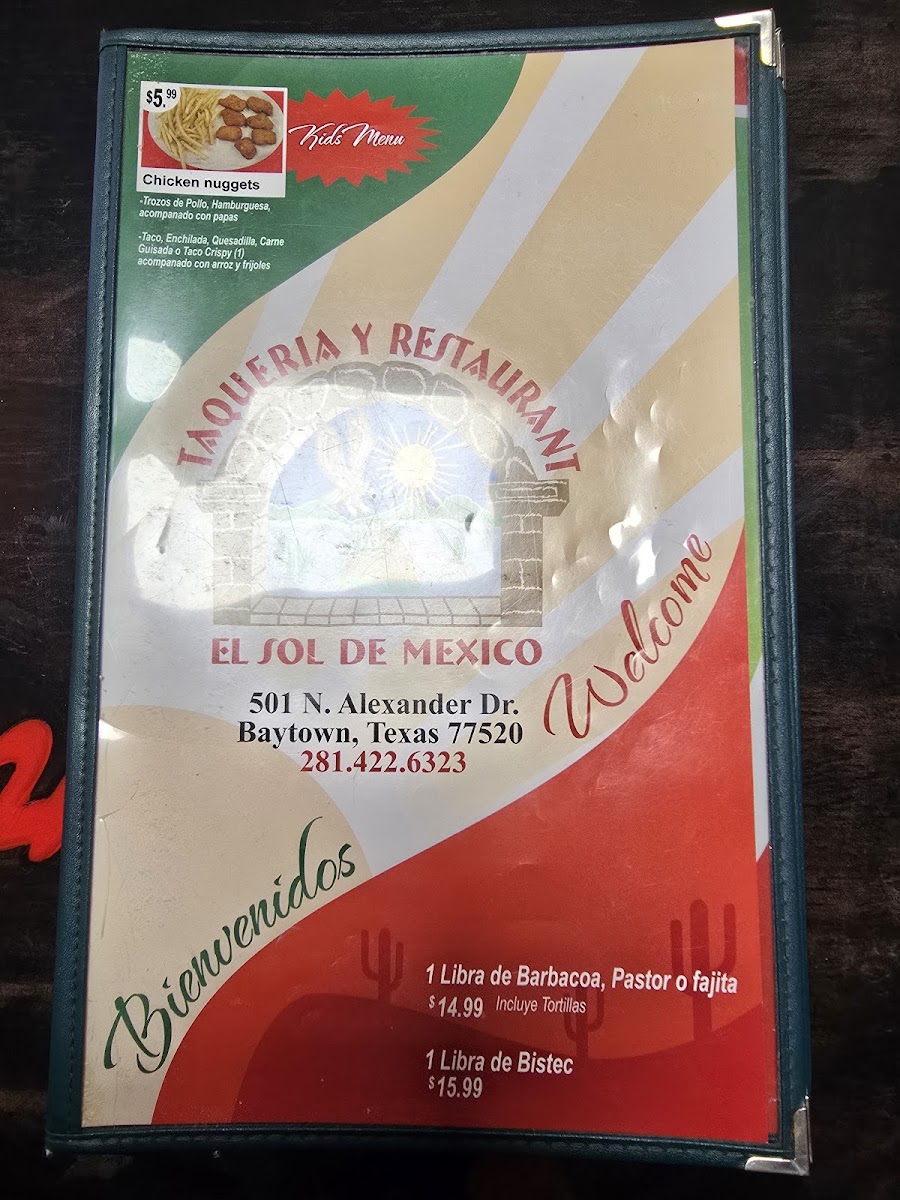 $5.99
Kids Menu
Chicken nuggets
-Trozos de Pollo, Hamburguesa,
acompanado con papas
-Taco, Enchilada, Quesadilla, Carne
Guisada o Taco Crispy (1)
acompanado con arroz y frijoles
TAQUERIA Y RESTAURANT
EL SOL DE MEXICO
Welcome
501 N. Alexander Dr.
Baytown, Texas 77520
281.422.6323
Bienvenidos
1 Libra de Barbacoa, Pastor o fajita
$14.99 Incluye Tortillas
1 Libra de Bistec
$15.99